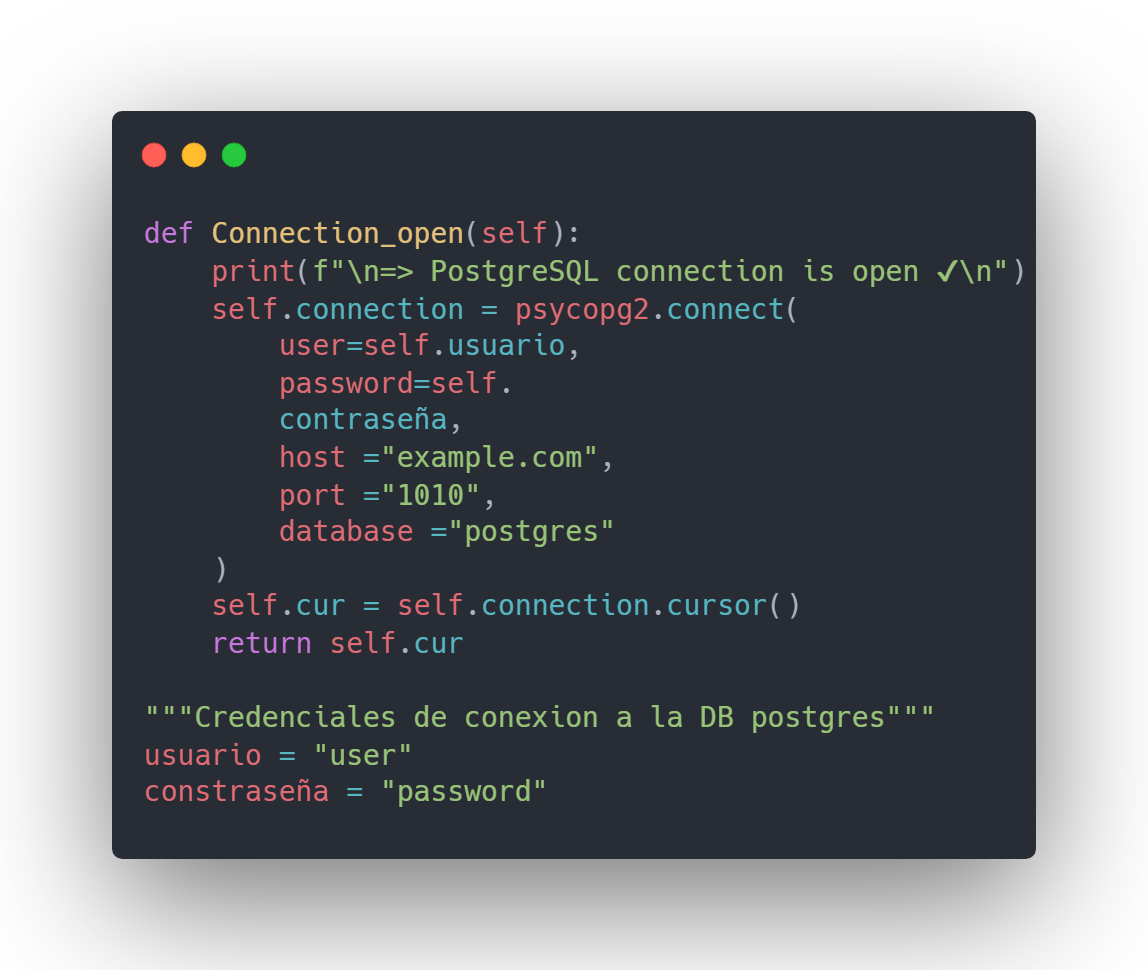 def Connection_open(self):
    print(f"\n=> PostgreSQL connection is open ✔\n")
    self.connection = psycopg2.connect(
        user=self.usuario,
        password=self.
        contraseña,
        host ="example.com",
        port ="1010",
        database ="postgres"
    )
    self.cur = self.connection.cursor()
    return self.cur

"""Credenciales de conexion a la DB postgres"""
usuario = "user"
constraseña = "password"